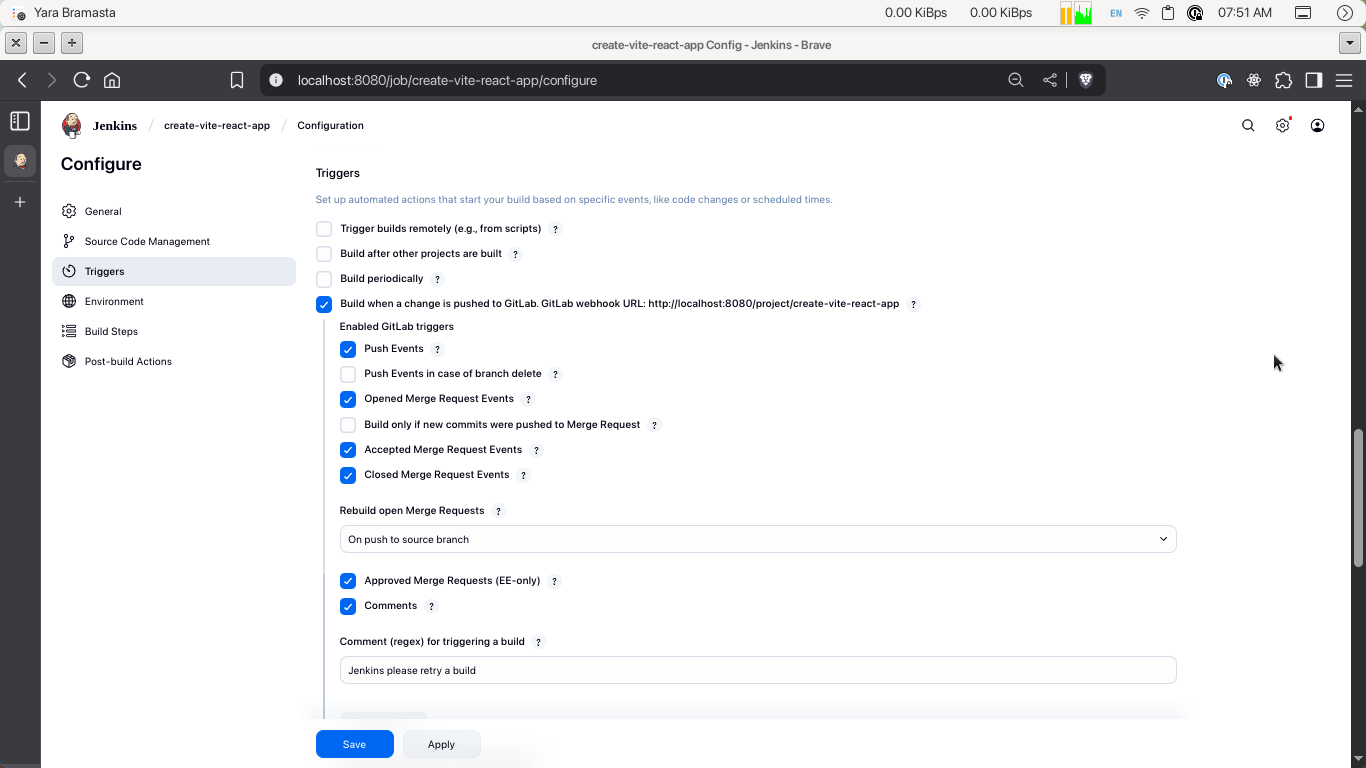 Yara Bramasta
0.00 KiBps
0.00 KiBps
EN
07:51 AM
create-vite-react-app Config - Jenkins - Brave
localhost:8080/job/create-vite-react-app/configure
Jenkins / create-vite-react-app / Configuration
Configure
General
Source Code Management
Triggers
Environment
Build Steps
Post-build Actions
Triggers
Set up automated actions that start your build based on specific events, like code changes or scheduled times.
Trigger builds remotely (e.g., from scripts) ?
Build after other projects are built ?
Build periodically ?
Build when a change is pushed to GitLab. GitLab webhook URL: http://localhost:8080/project/create-vite-react-app ?
Enabled GitLab triggers
Push Events ?
Push Events in case of branch delete ?
Opened Merge Request Events ?
Build only if new commits were pushed to Merge Request ?
Accepted Merge Request Events ?
Closed Merge Request Events ?
Rebuild open Merge Requests ?
On push to source branch
Approved Merge Requests (EE-only) ?
Comments ?
Comment (regex) for triggering a build ?
Jenkins please retry a build
Save
Apply